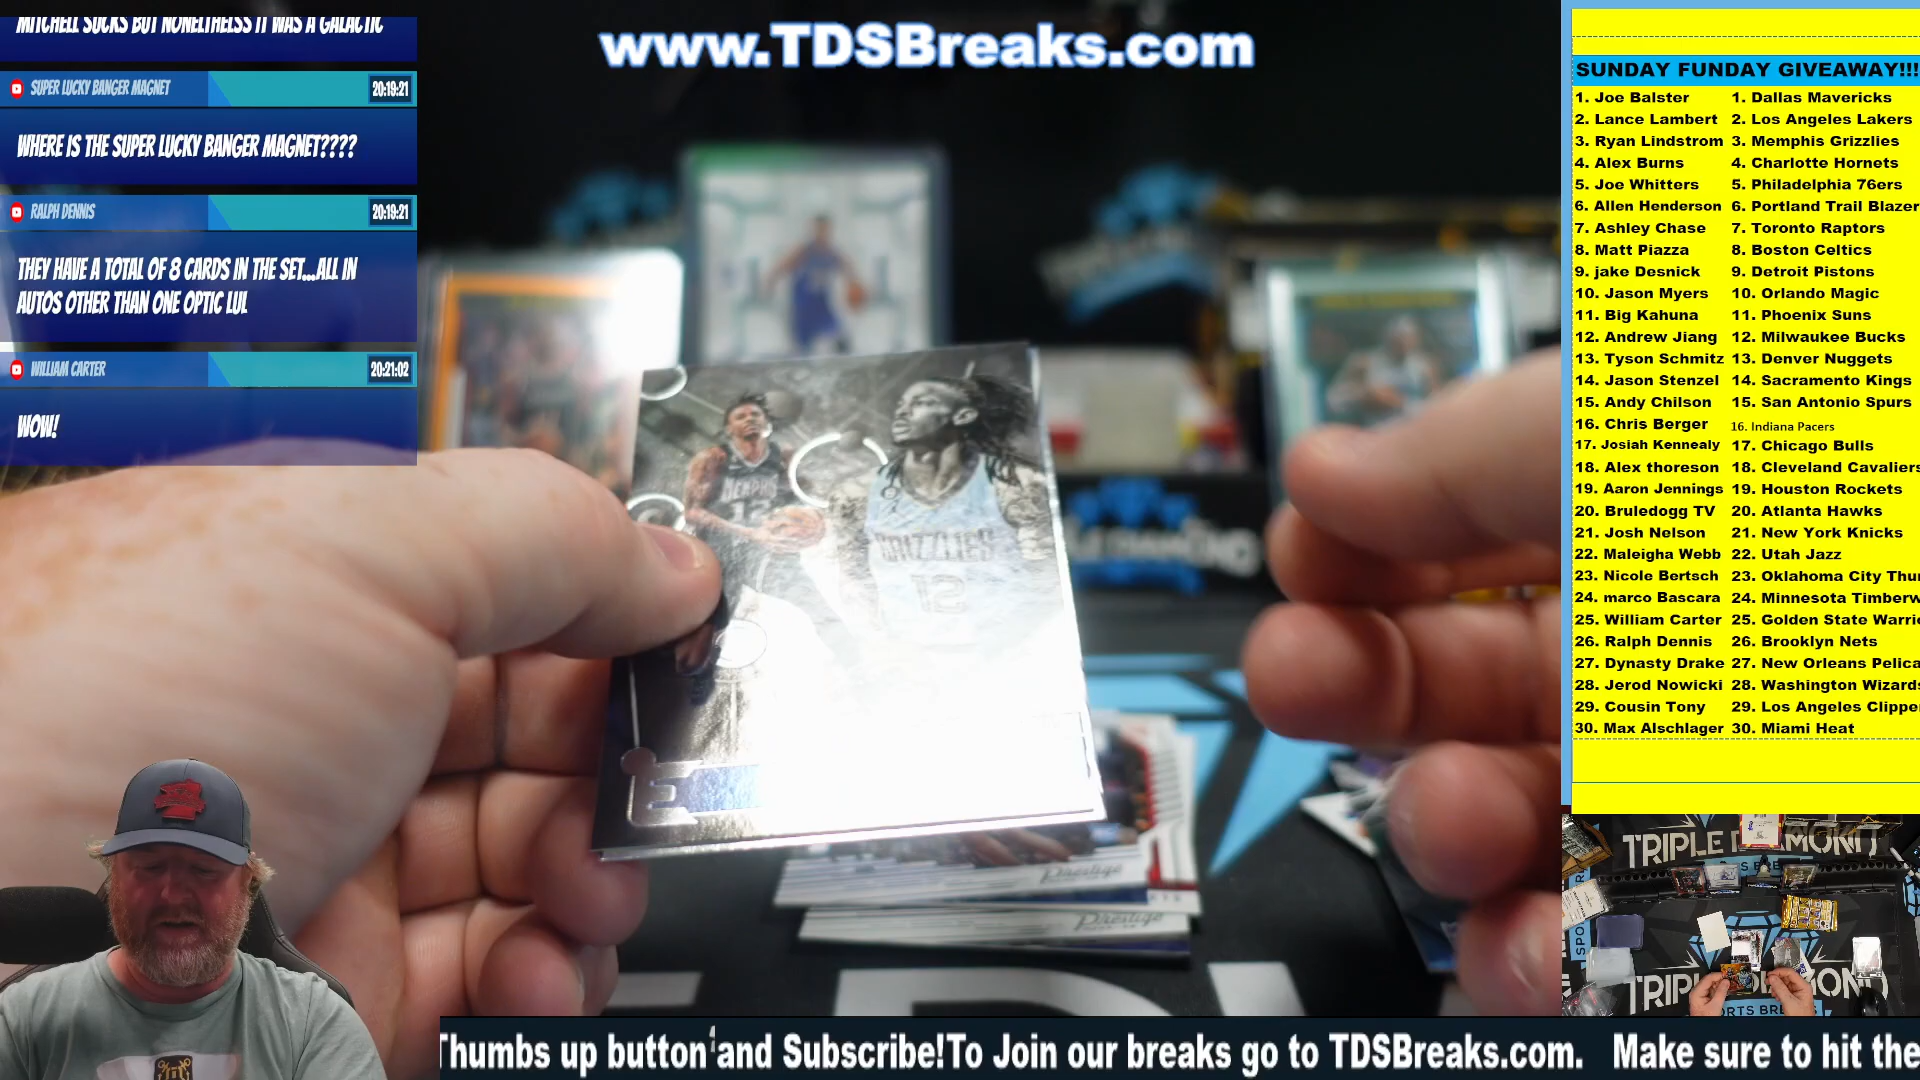 MITCHELL SUCKS BUT NONELTHELSS IT WAS A GALACTIC
SUPER LUCKY BANGER MAGNET 20:19:21
WHERE IS THE SUPER LUCKY BANGER MAGNET????
RALPH DENNIS 20:19:21
THEY HAVE A TOTAL OF 8 CARDS IN THE SET...ALL IN
AUTOS OTHER THAN ONE OPTIC LUL
WILLIAM CARTER 20:21:02
WOW!
www.TDSBreaks.com
MEMPHIS
12
GRIZZLIES
12
Prestige
Prestige
SUNDAY FUNDAY GIVEAWAY!!!
1. Joe Balster 1. Dallas Mavericks
2. Lance Lambert 2. Los Angeles Lakers
3. Ryan Lindstrom 3. Memphis Grizzlies
4. Alex Burns 4. Charlotte Hornets
5. Joe Whitters 5. Philadelphia 76ers
6. Allen Henderson 6. Portland Trail Blazer
7. Ashley Chase 7. Toronto Raptors
8. Matt Piazza 8. Boston Celtics
9. jake Desnick 9. Detroit Pistons
10. Jason Myers 10. Orlando Magic
11. Big Kahuna 11. Phoenix Suns
12. Andrew Jiang 12. Milwaukee Bucks
13. Tyson Schmitz 13. Denver Nuggets
14. Jason Stenzel 14. Sacramento Kings
15. Andy Chilson 15. San Antonio Spurs
16. Chris Berger 16. Indiana Pacers
17. Josiah Kennealy 17. Chicago Bulls
18. Alex thoreson 18. Cleveland Cavaliers
19. Aaron Jennings 19. Houston Rockets
20. Bruledogg TV 20. Atlanta Hawks
21. Josh Nelson 21. New York Knicks
22. Maleigha Webb 22. Utah Jazz
23. Nicole Bertsch 23. Oklahoma City Thu
24. marco Bascara 24. Minnesota Timberw
25. William Carter 25. Golden State Warri
26. Ralph Dennis 26. Brooklyn Nets
27. Dynasty Drake 27. New Orleans Pelica
28. Jerod Nowicki 28. Washington Wizards
29. Cousin Tony 29. Los Angeles Clippe
30. Max Alschlager 30. Miami Heat
TRIPLE DIAMOND
TRIPLE DIAMOND
SPORTS BREAKS
Thumbs up button and Subscribe!To Join our breaks go to TDSBreaks.com. Make sure to hit the